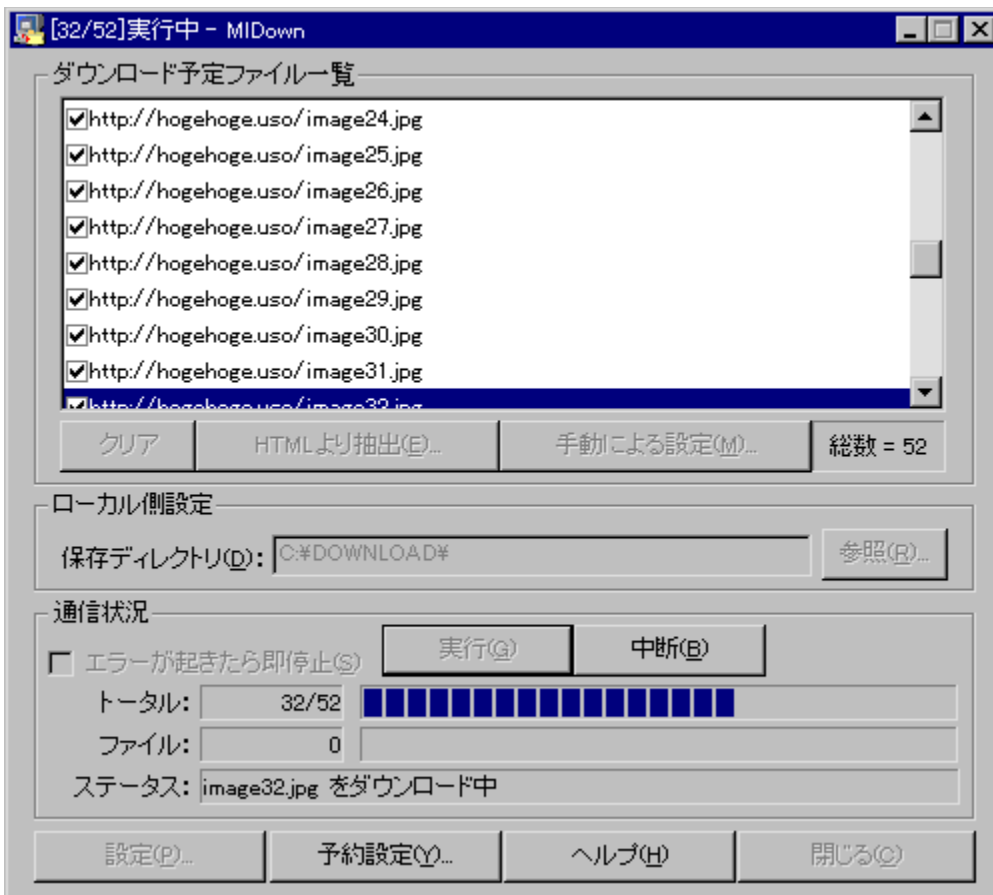 [32/52]実行中 - MIDown
ダウンロード予定ファイル一覧
http://hogehoge.uso/image24.jpg
http://hogehoge.uso/image25.jpg
http://hogehoge.uso/image26.jpg
http://hogehoge.uso/image27.jpg
http://hogehoge.uso/image28.jpg
http://hogehoge.uso/image29.jpg
http://hogehoge.uso/image30.jpg
http://hogehoge.uso/image31.jpg
http://hogehoge.uso/image32.jpg
クリア HTMLより抽出(E)... 手動による設定(M)... 総数 = 52
ローカル側設定
保存ディレクトリ(D): C:¥DOWNLOAD¥ 参照(R)...
通信状況
エラーが起きたら即停止(S) 実行(G) 中断(B)
トータル: 32/52
ファイル: 0
ステータス: image32.jpg をダウンロード中
設定(P)... 予約設定(Y)... ヘルプ(H) 閉じる(C)